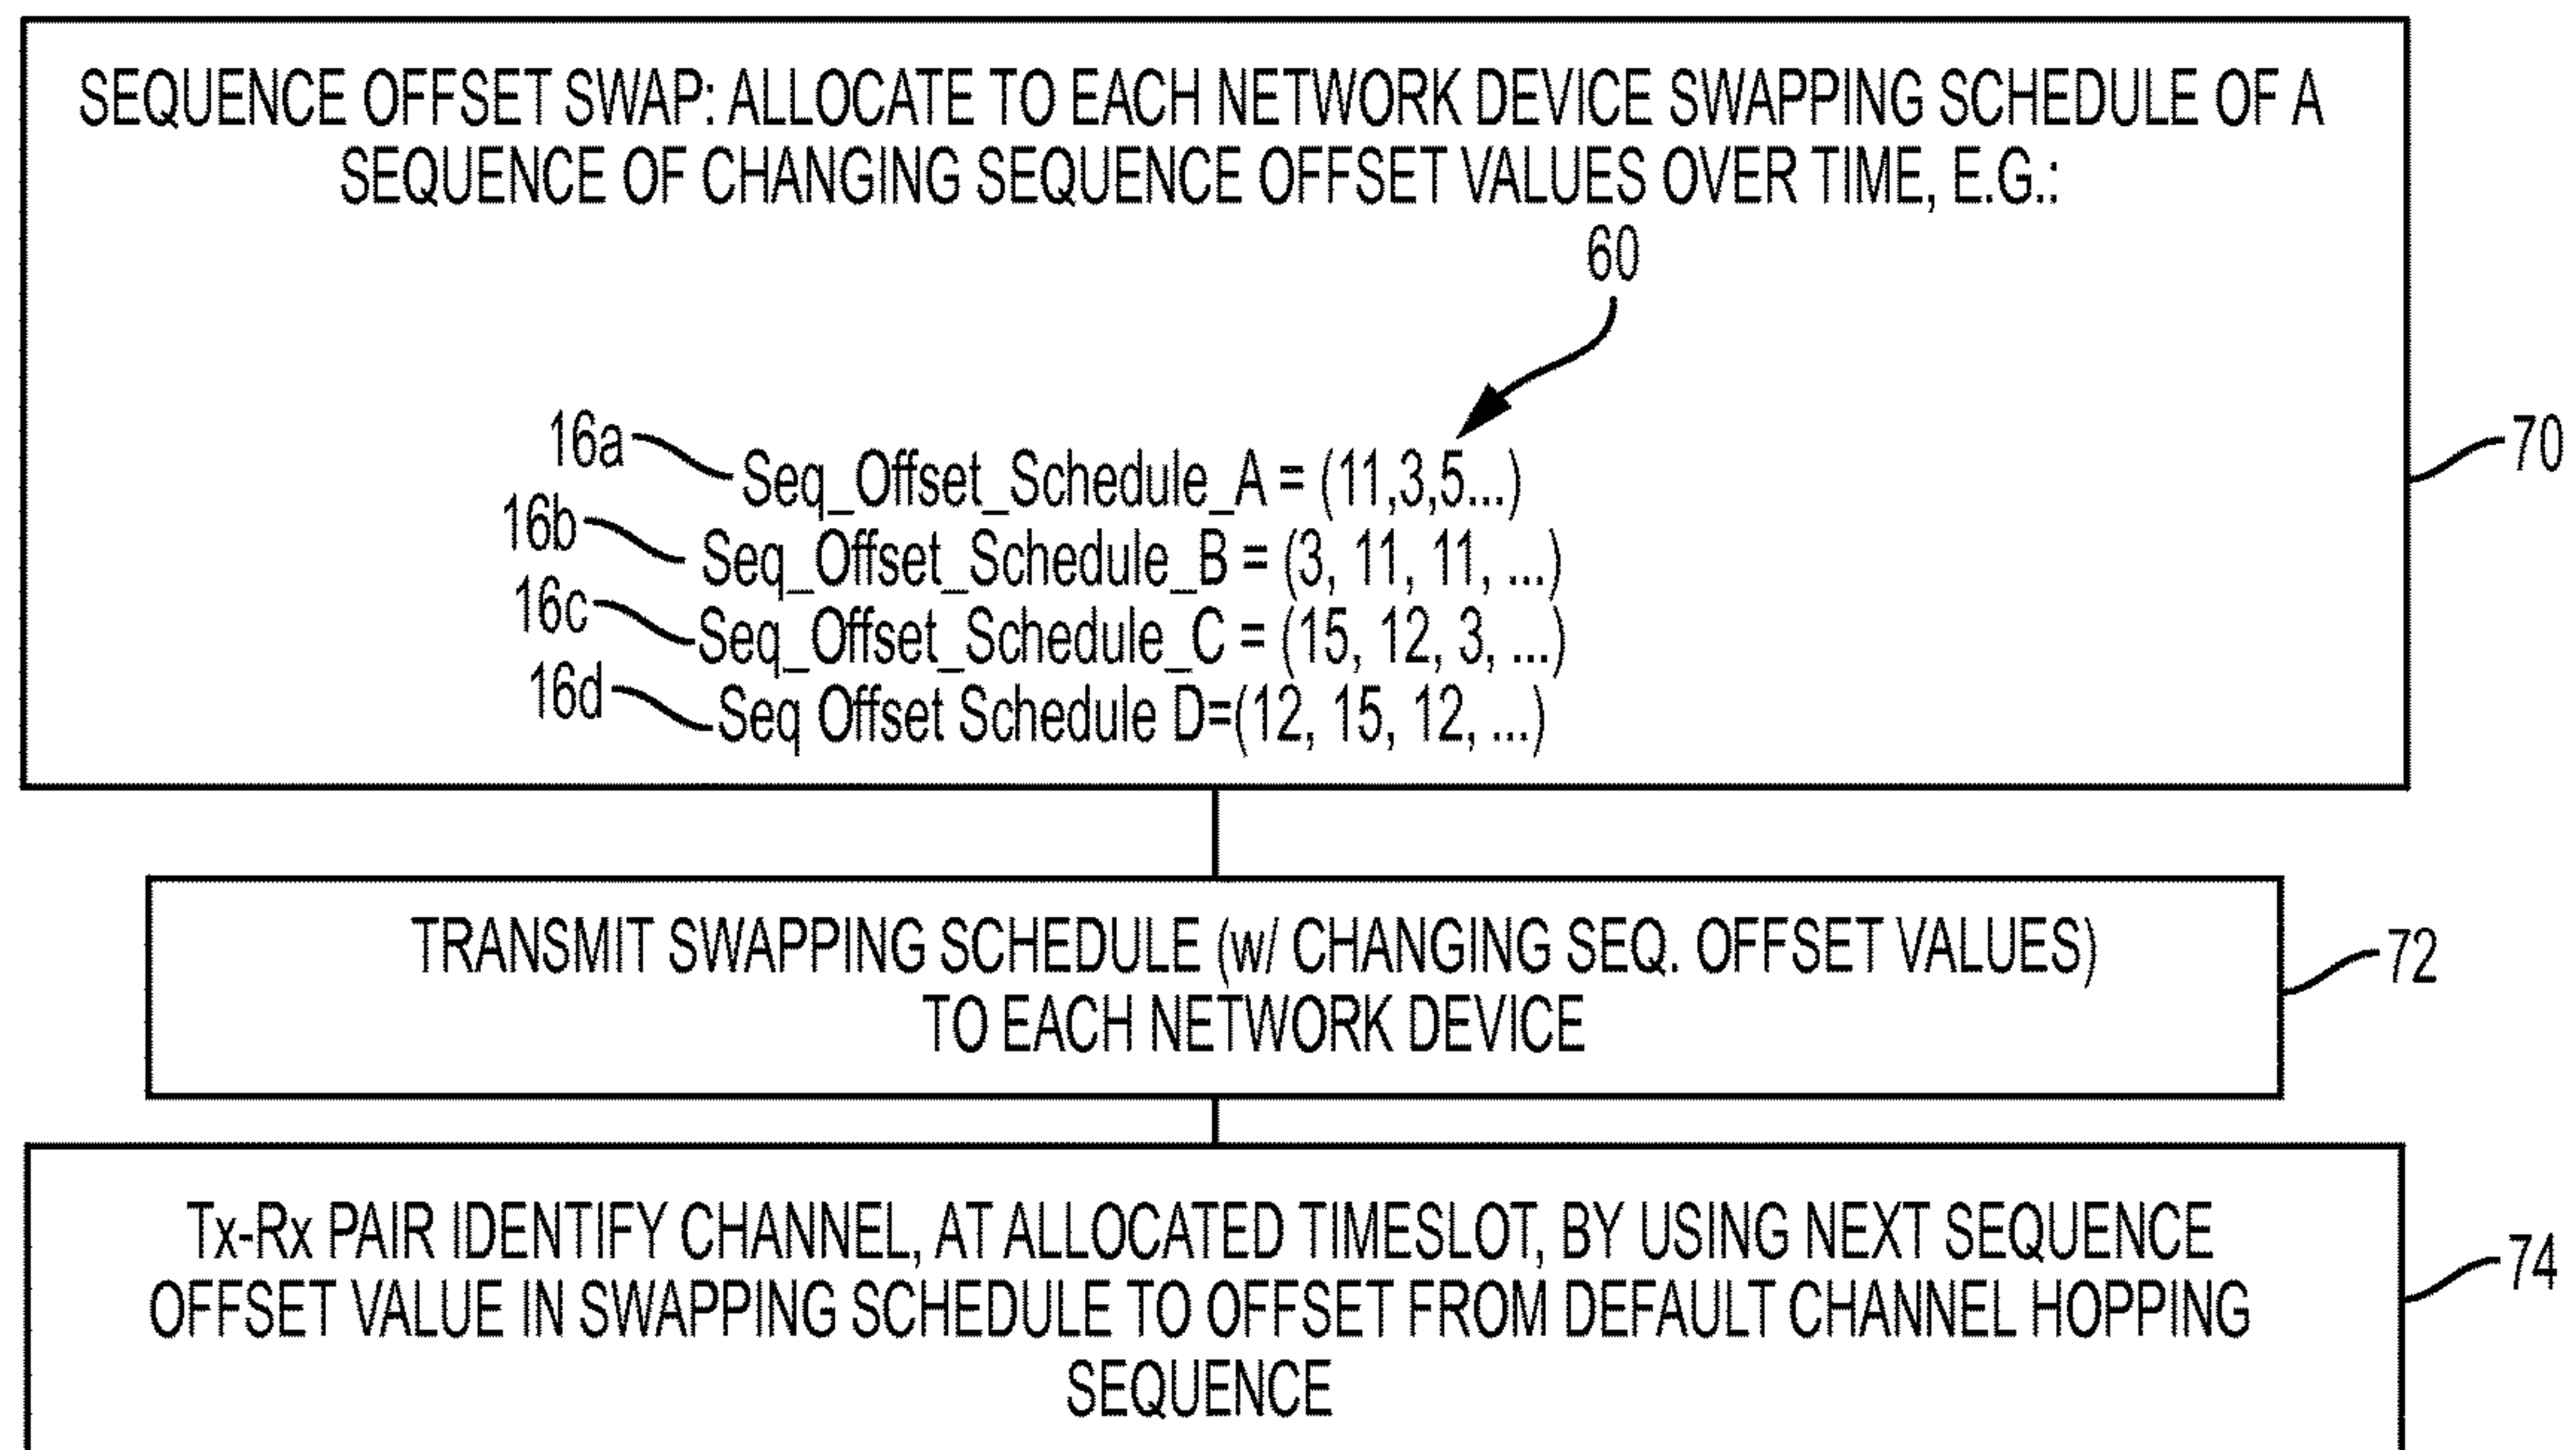 SEQUENCE OFFSET SWAP: ALLOCATE TO EACH NETWORK DEVICE SWAPPING SCHEDULE OF A
SEQUENCE OF CHANGING SEQUENCE OFFSET VALUES OVER TIME, E.G.:
60
16a Seq_Offset_Schedule_A = (11,3,5...)
70
16b Seq_Offset_Schedule_B = (3, 11, 11, ...)
16c Seq_Offset_Schedule_C = (15, 12, 3, ...)
16d Seq Offset Schedule D=(12, 15, 12, ...)
TRANSMIT SWAPPING SCHEDULE (w/ CHANGING SEQ. OFFSET VALUES)
72
TO EACH NETWORK DEVICE
Tx-Rx PAIR IDENTIFY CHANNEL, AT ALLOCATED TIMESLOT, BY USING NEXT SEQUENCE
74
OFFSET VALUE IN SWAPPING SCHEDULE TO OFFSET FROM DEFAULT CHANNEL HOPPING
SEQUENCE